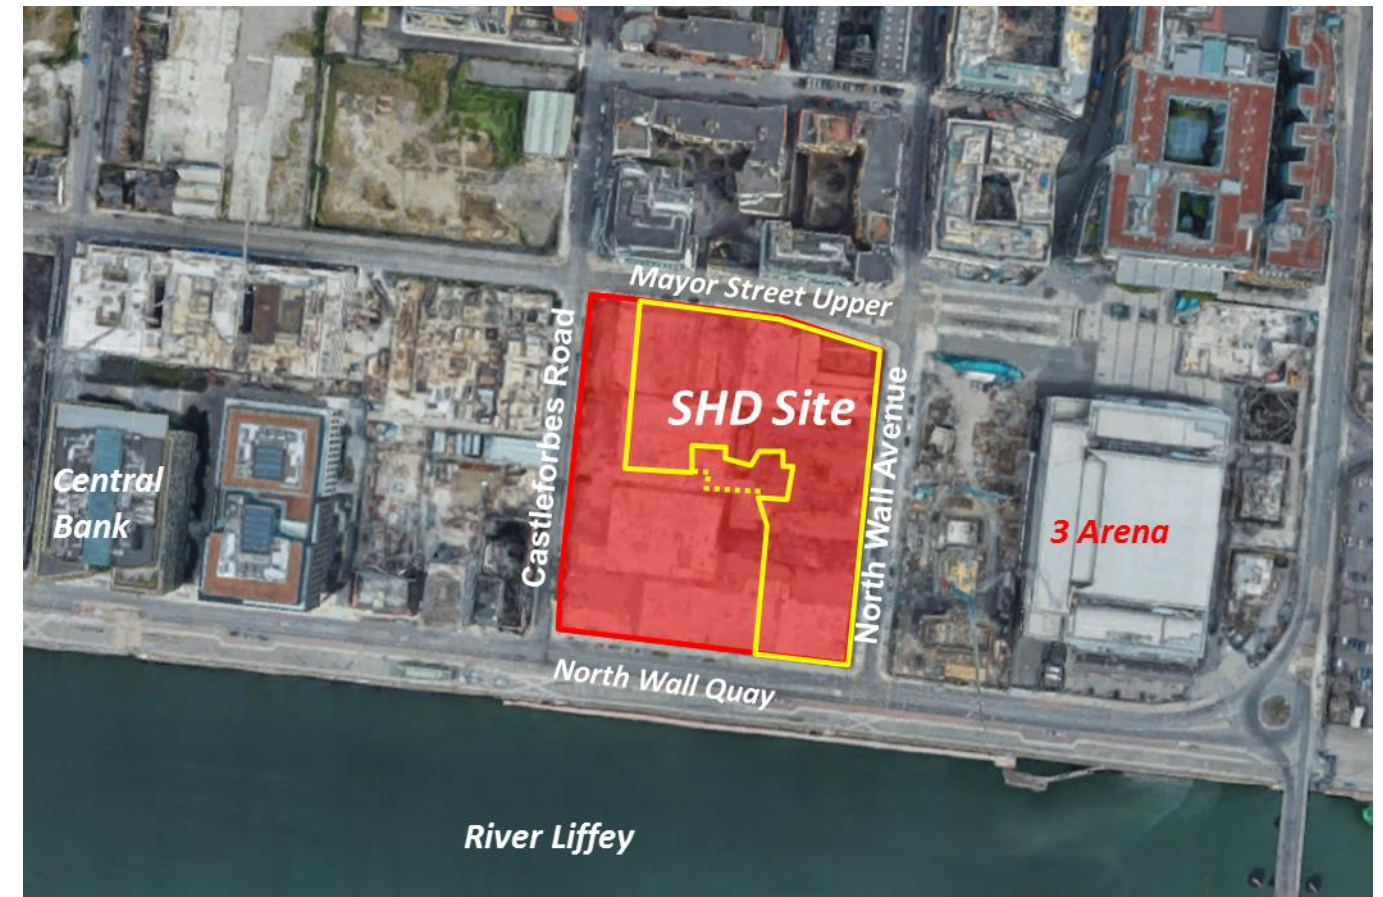 Mayor Street Upper
Castleforbes Road
SHD Site
North Wall Avenue
Central
Bank
3 Arena
North Wall Quay
River Liffey